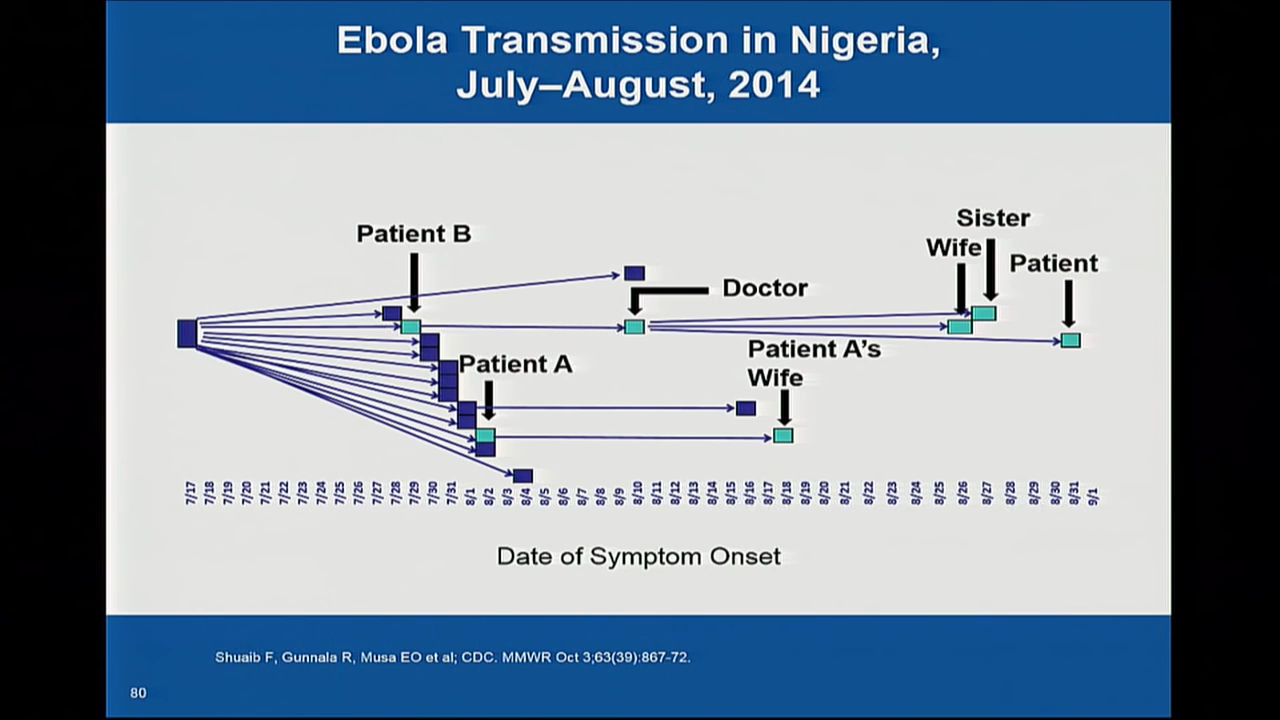 Ebola Transmission in Nigeria,
July–August, 2014
Sister
Patient B
Wife
Patient
Doctor
Patient A
Patient A's
Wife
7/17 7/18 7/19 7/20 7/21 7/22 7/23 7/24 7/25 7/26 7/27 7/28 7/29 7/30 7/31 8/1 8/2 8/3 8/4 8/5 8/6 8/7 8/8 8/9 8/10 8/11 8/12 8/13 8/14 8/15 8/16 8/17 8/18 8/19 8/20 8/21 8/22 8/23 8/24 8/25 8/26 8/27 8/28 8/29 8/30 8/31 9/1
Date of Symptom Onset
Shuaib F, Gunnala R, Musa EO et al; CDC. MMWR Oct 3;63(39):867-72.
80